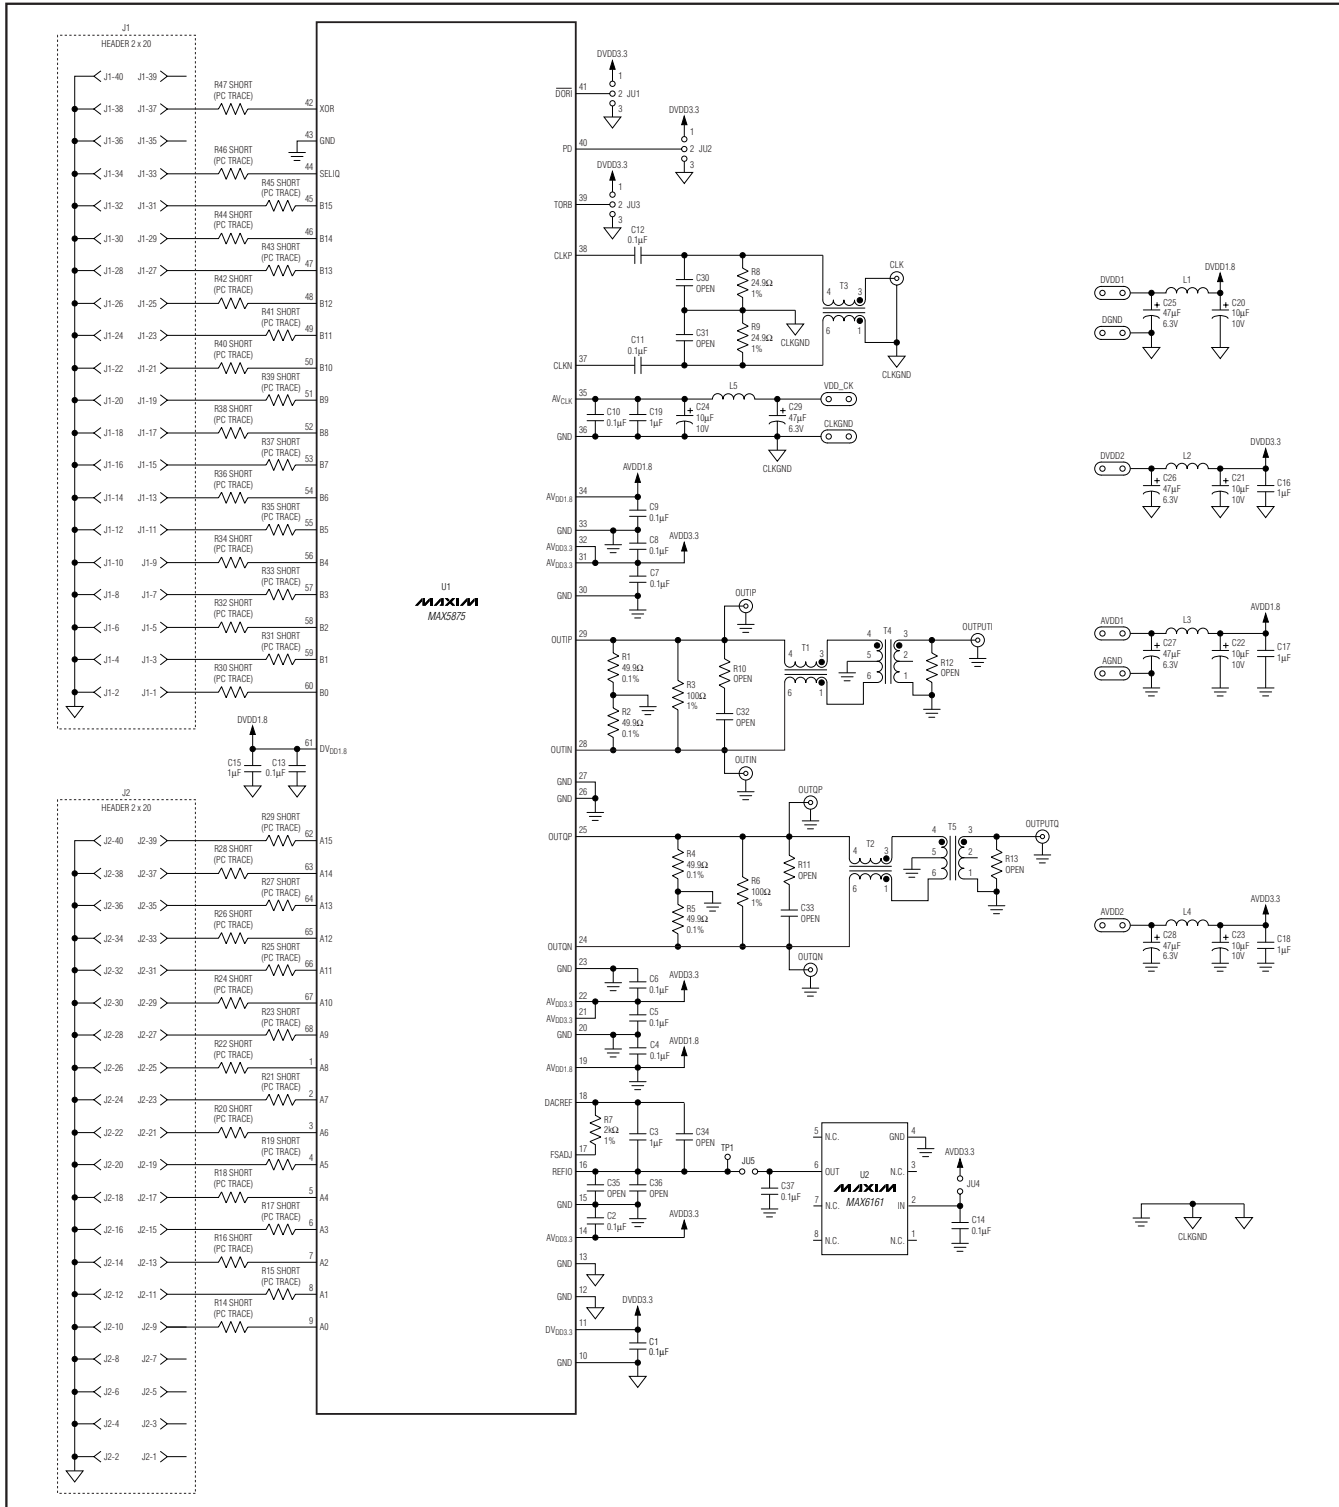 J1
HEADER 2 x 20
J1-40 J1-39
J1-38 J1-37
J1-36 J1-35
J1-34 J1-33
J1-32 J1-31
J1-30 J1-29
J1-28 J1-27
J1-26 J1-25
J1-24 J1-23
J1-22 J1-21
J1-20 J1-19
J1-18 J1-17
J1-16 J1-15
J1-14 J1-13
J1-12 J1-11
J1-10 J1-9
J1-8 J1-7
J1-6 J1-5
J1-4 J1-3
J1-2 J1-1
R47 SHORT
(PC TRACE)
42 XOR
43 GND
R46 SHORT
(PC TRACE)
44 SELIQ
R45 SHORT
(PC TRACE)
45 B15
R44 SHORT
(PC TRACE)
46 B14
R43 SHORT
(PC TRACE)
47 B13
R42 SHORT
(PC TRACE)
48 B12
R41 SHORT
(PC TRACE)
49 B11
R40 SHORT
(PC TRACE)
50 B10
R39 SHORT
(PC TRACE)
51 B9
R38 SHORT
(PC TRACE)
52 B8
R37 SHORT
(PC TRACE)
53 B7
R36 SHORT
(PC TRACE)
54 B6
R35 SHORT
(PC TRACE)
55 B5
R34 SHORT
(PC TRACE)
56 B4
R33 SHORT
(PC TRACE)
57 B3
R32 SHORT
(PC TRACE)
58 B2
R31 SHORT
(PC TRACE)
59 B1
R30 SHORT
(PC TRACE)
60 B0
DVDD1.8
61 DVDD1.8
C15
1µF
C13
0.1µF
J2
HEADER 2 x 20
J2-40 J2-39
J2-38 J2-37
J2-36 J2-35
J2-34 J2-33
J2-32 J2-31
J2-30 J2-29
J2-28 J2-27
J2-26 J2-25
J2-24 J2-23
J2-22 J2-21
J2-20 J2-19
J2-18 J2-17
J2-16 J2-15
J2-14 J2-13
J2-12 J2-11
J2-10 J2-9
J2-8 J2-7
J2-6 J2-5
J2-4 J2-3
J2-2 J2-1
R29 SHORT
(PC TRACE)
62 A15
R28 SHORT
(PC TRACE)
63 A14
R27 SHORT
(PC TRACE)
64 A13
R26 SHORT
(PC TRACE)
65 A12
R25 SHORT
(PC TRACE)
66 A11
R24 SHORT
(PC TRACE)
67 A10
R23 SHORT
(PC TRACE)
68 A9
R22 SHORT
(PC TRACE)
1 A8
R21 SHORT
(PC TRACE)
2 A7
R20 SHORT
(PC TRACE)
3 A6
R19 SHORT
(PC TRACE)
4 A5
R18 SHORT
(PC TRACE)
5 A4
R17 SHORT
(PC TRACE)
6 A3
R16 SHORT
(PC TRACE)
7 A2
R15 SHORT
(PC TRACE)
8 A1
R14 SHORT
(PC TRACE)
9 A0
U1
MAXIM
MAX5875
DVDD3.3
1
DORI 41 2 JU1
3
DVDD3.3
1
PD 40 2 JU2
3
DVDD3.3
1
TORB 39 2 JU3
3
CLKP 38
C12
0.1µF
C30
OPEN
R8
24.9Ω
1%
4 T3 3
6 1
CLK
C31
OPEN
R9
24.9Ω
1%
CLKGND
CLKGND
C11
0.1µF
CLKN 37
AVCLK 35
GND 36
C10
0.1µF
C19
1µF
C24
10µF
10V
L5
C29
47µF
6.3V
VDD_CK
CLKGND
CLKGND
AVDD1.8
AVDD1.8 34
C9
0.1µF
GND 33
AVDD3.3 32
C8
0.1µF
AVDD3.3
AVDD3.3 31
C7
0.1µF
GND 30
OUTIP
OUTIP 29
R1
49.9Ω
0.1%
R2
49.9Ω
0.1%
R3
100Ω
1%
R10
OPEN
C32
OPEN
4 T1 3
6 1
T4
4 3
5 2
6 1
R12
OPEN
OUTPUTI
OUTIN 28
OUTIN
GND 27
GND 26
OUTQP
OUTQP 25
R4
49.9Ω
0.1%
R5
49.9Ω
0.1%
R6
100Ω
1%
R11
OPEN
C33
OPEN
4 T2 3
6 1
T5
4 3
5 2
6 1
R13
OPEN
OUTPUTQ
OUTQN 24
OUTQN
GND 23
C6
0.1µF
AVDD3.3
AVDD3.3 22
AVDD3.3 21
C5
0.1µF
GND 20
C4
0.1µF
AVDD1.8
AVDD1.8 19
DACREF 18
R7
2kΩ
1%
C3
1µF
C34
OPEN
FSADJ 17
REFIO 16
TP1
JU5
C35
OPEN
C36
OPEN
C37
0.1µF
GND 15
C2
0.1µF
AVDD3.3
AVDD3.3 14
GND 13
GND 12
DVDD3.3
DVDD3.3 11
C1
0.1µF
GND 10
5 N.C. GND 4
6 OUT N.C. 3
U2
MAXIM
MAX6161
7 N.C. IN 2
8 N.C. N.C. 1
AVDD3.3
JU4
C14
0.1µF
DVDD1 L1 DVDD1.8
C25
47µF
6.3V
C20
10µF
10V
DGND
DVDD2 L2 DVDD3.3
C26
47µF
6.3V
C21
10µF
10V
C16
1µF
AVDD1 L3 AVDD1.8
C27
47µF
6.3V
C22
10µF
10V
C17
1µF
AGND
AVDD2 L4 AVDD3.3
C28
47µF
6.3V
C23
10µF
10V
C18
1µF
CLKGND